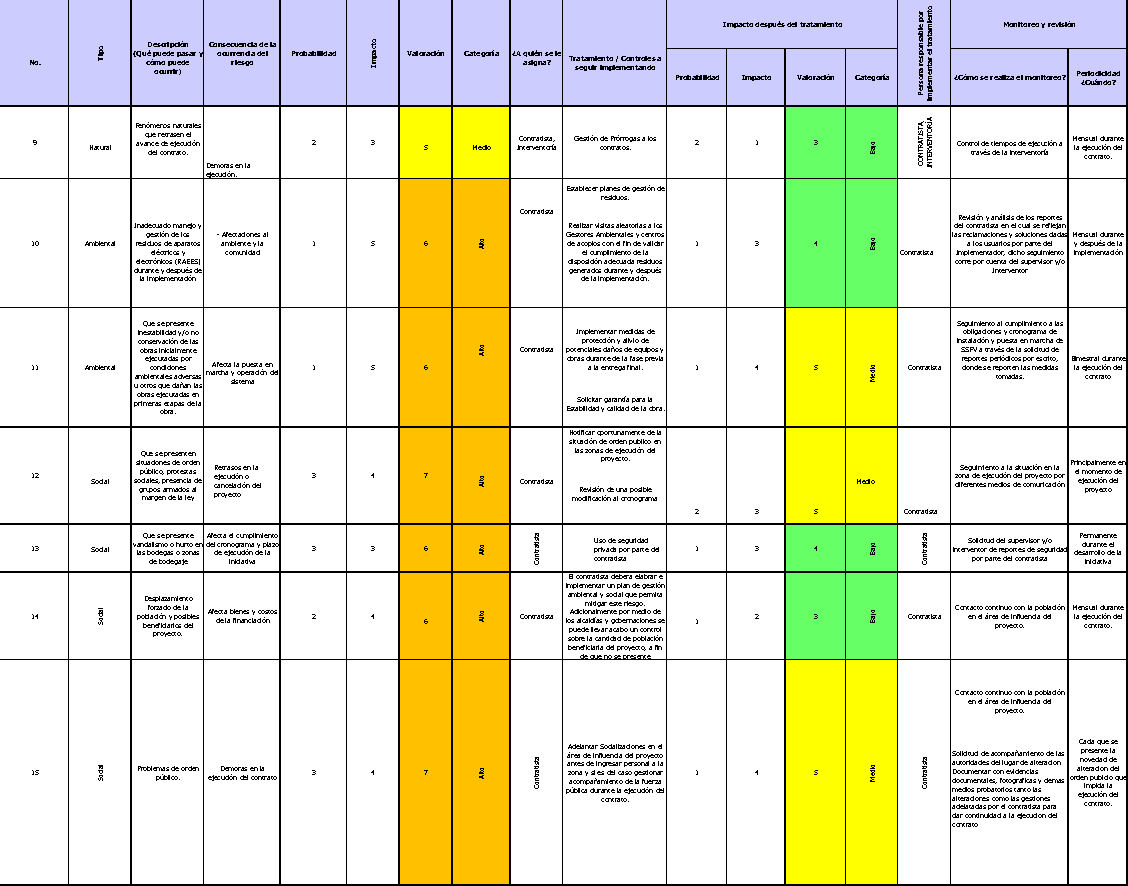 No.
Tipo
Descripción
(Qué puede pasar y
cómo puede
ocurrir)
Consecuencia de la
ocurrencia del
riesgo
Probabilidad
Impacto
Valoración
Categoría
¿A quién se le
asigna?
Tratamiento / Controles a
seguir implementando
Impacto después del tratamiento
Probabilidad
Impacto
Valoración
Categoría
Persona responsable por
implementar el tratamiento
Monitoreo y revisión
¿Cómo se realiza el monitoreo?
Periodicidad
¿Cuándo?
9
Natural
Fenómenos naturales
que retrasen el
avance de ejecución
del contrato.
Demoras en la
ejecución.
2
3
5
Medio
Contratista,
Interventoría
Gestión de Prórrogas a los
contratos.
2
1
3
Bajo
CONTRATISTA
INTERVENTORÍA
Control de tiempos de ejecución a
través de la Interventoría
Mensual durante
la ejecución del
contrato.
10
Ambiental
Inadecuado manejo y
gestión de los
residuos de aparatos
eléctricos y
electrónicos (RAEES)
durante y después de
la implementación
- Afectaciones al
ambiente y la
comunidad
1
5
6
Alto
Contratista
Establecer planes de gestión de
residuos.
Realizar visitas aleatorias a los
Gestores Ambientales y centros
de acopios con el fin de validar
el cumplimiento de la
disposición adecuada residuos
generados durante y después
de la implementación.
1
3
4
Bajo
Contratista
Revisión y análisis de los reportes
del contratista en el cual se reflejan
las reclamaciones y soluciones dadas
a los usuarios por parte del
Implementador, dicho seguimiento
corre por cuenta del supervisor y/o
Interventor
Mensual durante
y después de la
implementación
11
Ambiental
Que se presente
inestabilidad y/o no
conservación de las
obras inicialmente
ejecutadas por
condiciones
ambientales adversas
u otros que dañan las
obras ejecutadas en
primeras etapas de la
obra.
Afecta la puesta en
marcha y operación del
sistema
1
5
6
Alto
Contratista
Implementar medidas de
protección y alivio de
potenciales daños de equipos y
obras durante de la fase previa
a la entrega final.
Solicitar garantía para la
Estabilidad y calidad de la obra.
1
4
5
Medio
Contratista
Seguimiento al cumplimiento a las
obligaciones y cronograma de
instalación y puesta en marcha de
SSFV a través de la solicitud de
reportes periódicos por escrito,
donde se reporten las medidas
tomadas.
Bimestral durante
la ejecución del
contrato
12
Social
Que se presenten
situaciones de orden
público, protestas
sociales, presencia de
grupos armados al
margen de la ley
Retrasos en la
ejecución o
cancelación del
proyecto
3
4
7
Alto
Contratista
Notificar oportunamente de la
situación de orden publico en
las zonas de ejecución del
proyecto.
Revisión de una posible
modificación al cronograma
2
3
5
Medio
Contratista
Seguimiento a la situación en la
zona de ejecución del proyecto por
diferentes medios de comunicación
Principalmente en
el momento de
ejecución del
proyecto
13
Social
Que se presente
vandalismo o hurto en
las bodegas o zonas
de bodegaje
Afecta el cumplimiento
del cronograma y plazo
de ejecución de la
iniciativa
3
3
6
Alto
Contratista
Uso de seguridad
privada por parte del
contratista
1
3
4
Bajo
Contratista
Solicitud del supervisor y/o
interventor de reportes de seguridad
por parte del contratista
Permanente
durante el
desarrollo de la
iniciativa
14
Social
Desplazamiento
forzado de la
población y posibles
beneficiarios del
proyecto.
Afecta bienes y costos
de la financiación
2
4
6
Alto
Contratista
El contratista debera elabrar e
implementar un plan de gestión
ambiental y social que permita
mitigar este riesgo.
Adicionalmente por medio de
los alcaldías y gobernaciones se
puede llevar acabo un control
sobre la cantidad de población
beneficiaria del proyecto, a fin
de que no se presente
1
2
3
Bajo
Contratista
Contacto continuo con la población
en el área de influencia del
proyecto.
Mensual durante
la ejecución del
contrato.
15
Social
Problemas de orden
público.
Demoras en la
ejecución del contrato
3
4
7
Alto
Contratista
Adelantar Socializaciones en el
área de influencia del proyecto
antes de ingresar personal a la
zona y si es del caso gestionar
acompañamiento de la fuerza
pública durante la ejecución del
contrato.
1
4
5
Medio
Contratista
Contacto continuo con la población
en el área de influencia del
proyecto.
Solicitud de acompañamiento de las
autoridades del lugar de alteracion
Documentar con evidencias
documentales, fotograficas y demas
medios probatorios tanto las
alteraciones como las gestiones
adelatadas por el contratista para
dar continuidad a la ejecucion del
contrato
Cada que se
presente la
novedad de
alteracion del
orden publico que
impida la
ejecución del
contrato.